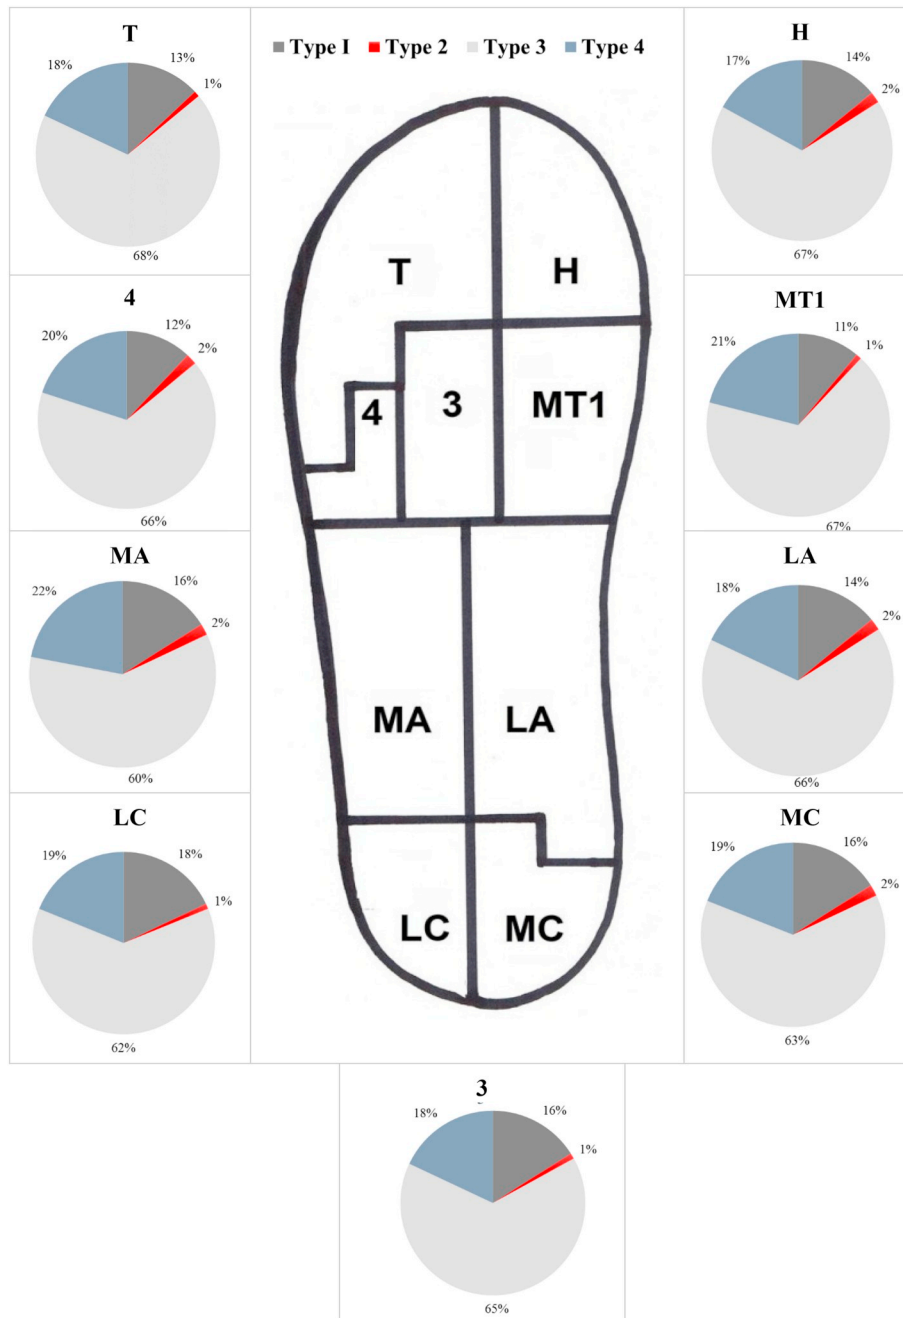 T
18%
13%
1%
68%
Type I Type 2 Type 3 Type 4
H
17%
14%
2%
67%
4
20%
12%
2%
66%
MT1
21%
11%
1%
67%
MA
22%
16%
2%
60%
LA
18%
14%
2%
66%
LC
19%
18%
1%
62%
MC
19%
16%
2%
63%
T
H
4
3
MT1
MA
LA
LC
MC
3
18%
16%
1%
65%